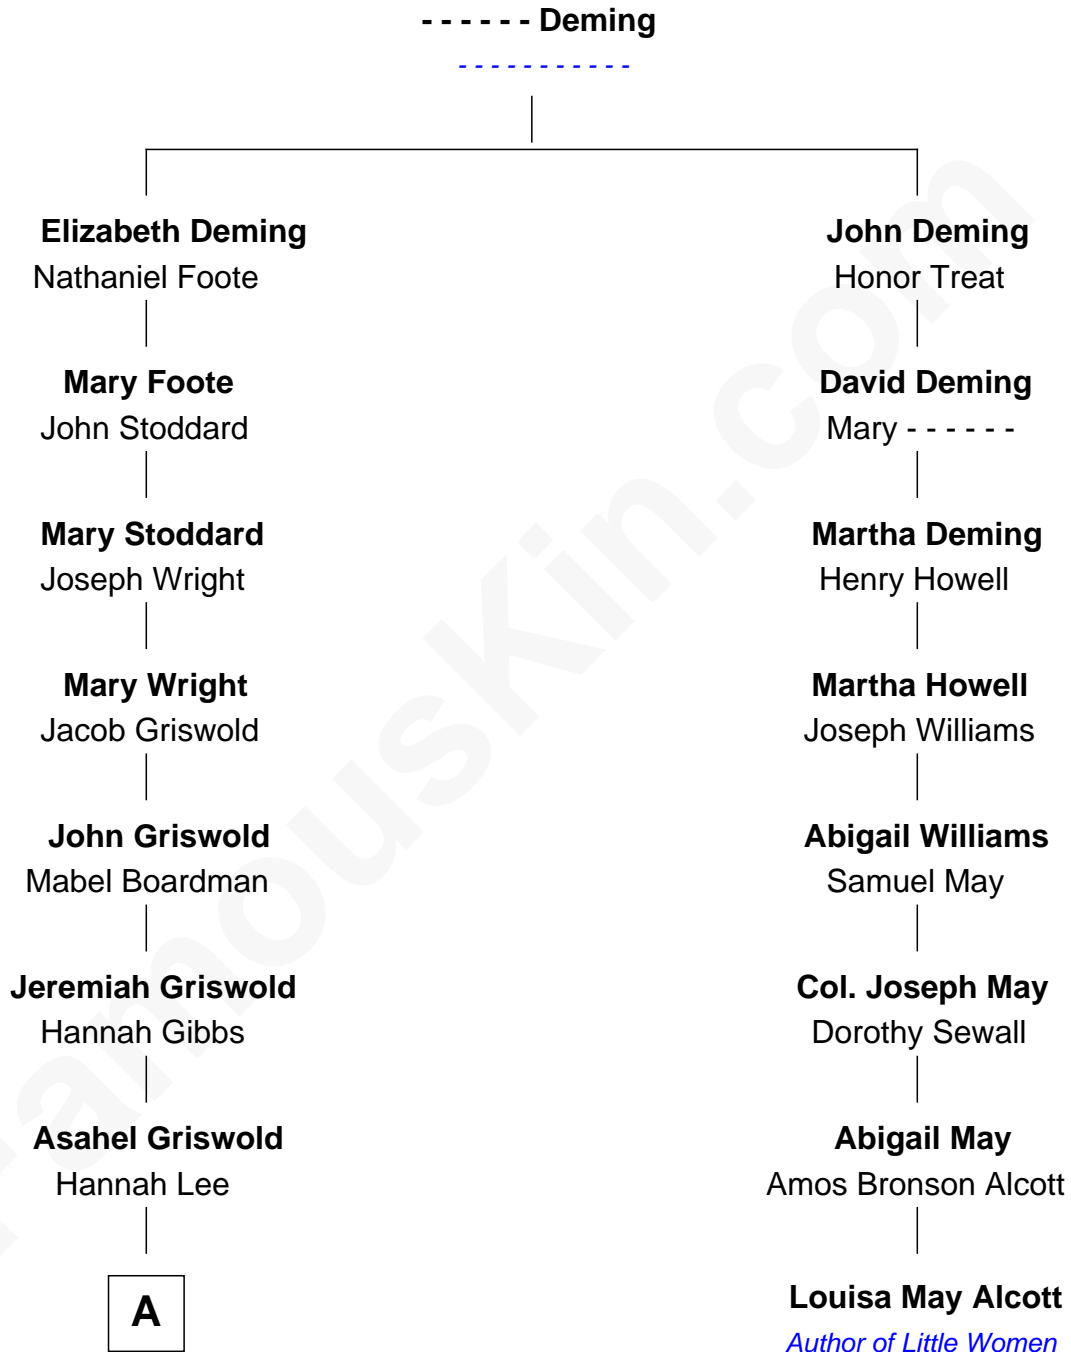 - - - - - - Deming
- - - - - - - - - - -
Elizabeth Deming
Nathaniel Foote
John Deming
Honor Treat
Mary Foote
John Stoddard
David Deming
Mary - - - - - -
Mary Stoddard
Joseph Wright
Martha Deming
Henry Howell
Mary Wright
Jacob Griswold
Martha Howell
Joseph Williams
John Griswold
Mabel Boardman
Abigail Williams
Samuel May
Jeremiah Griswold
Hannah Gibbs
Col. Joseph May
Dorothy Sewall
Asahel Griswold
Hannah Lee
Abigail May
Amos Bronson Alcott
A
Louisa May Alcott
Author of Little Women
FamousKin.com